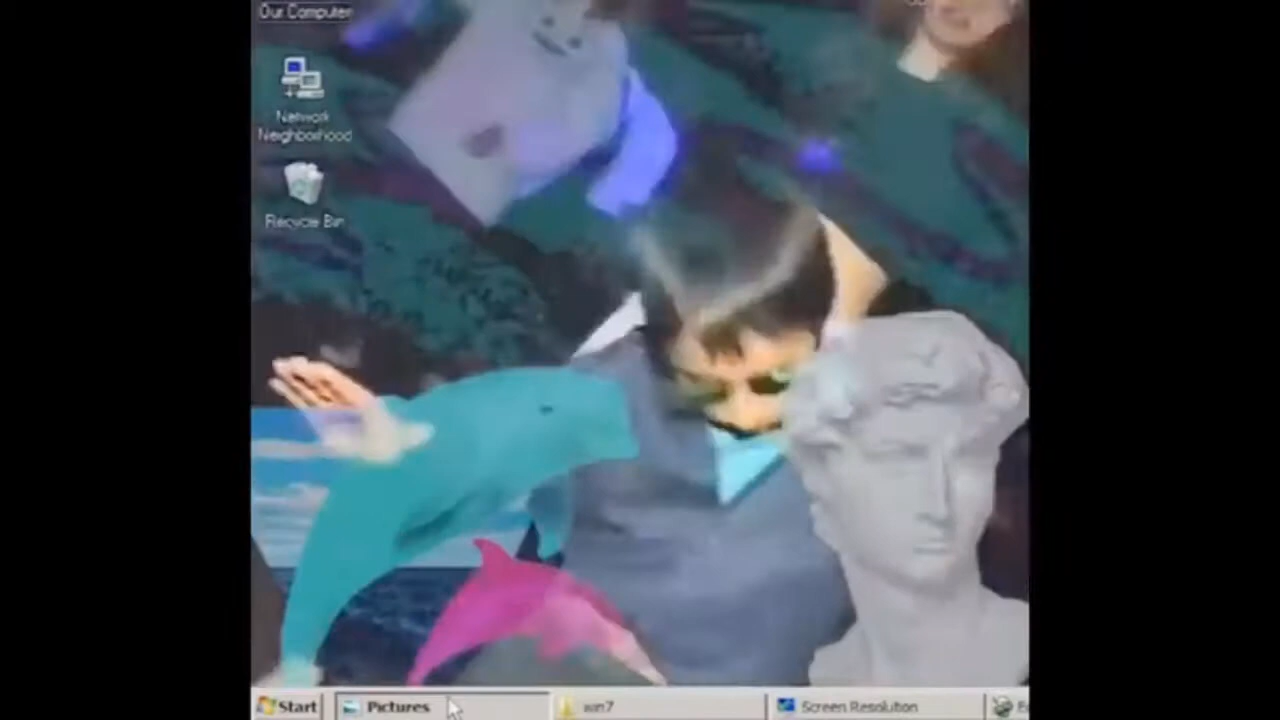 Our Computer
Network
Neighborhood
Recycle Bin
Start
Pictures
win7
Screen Resolution